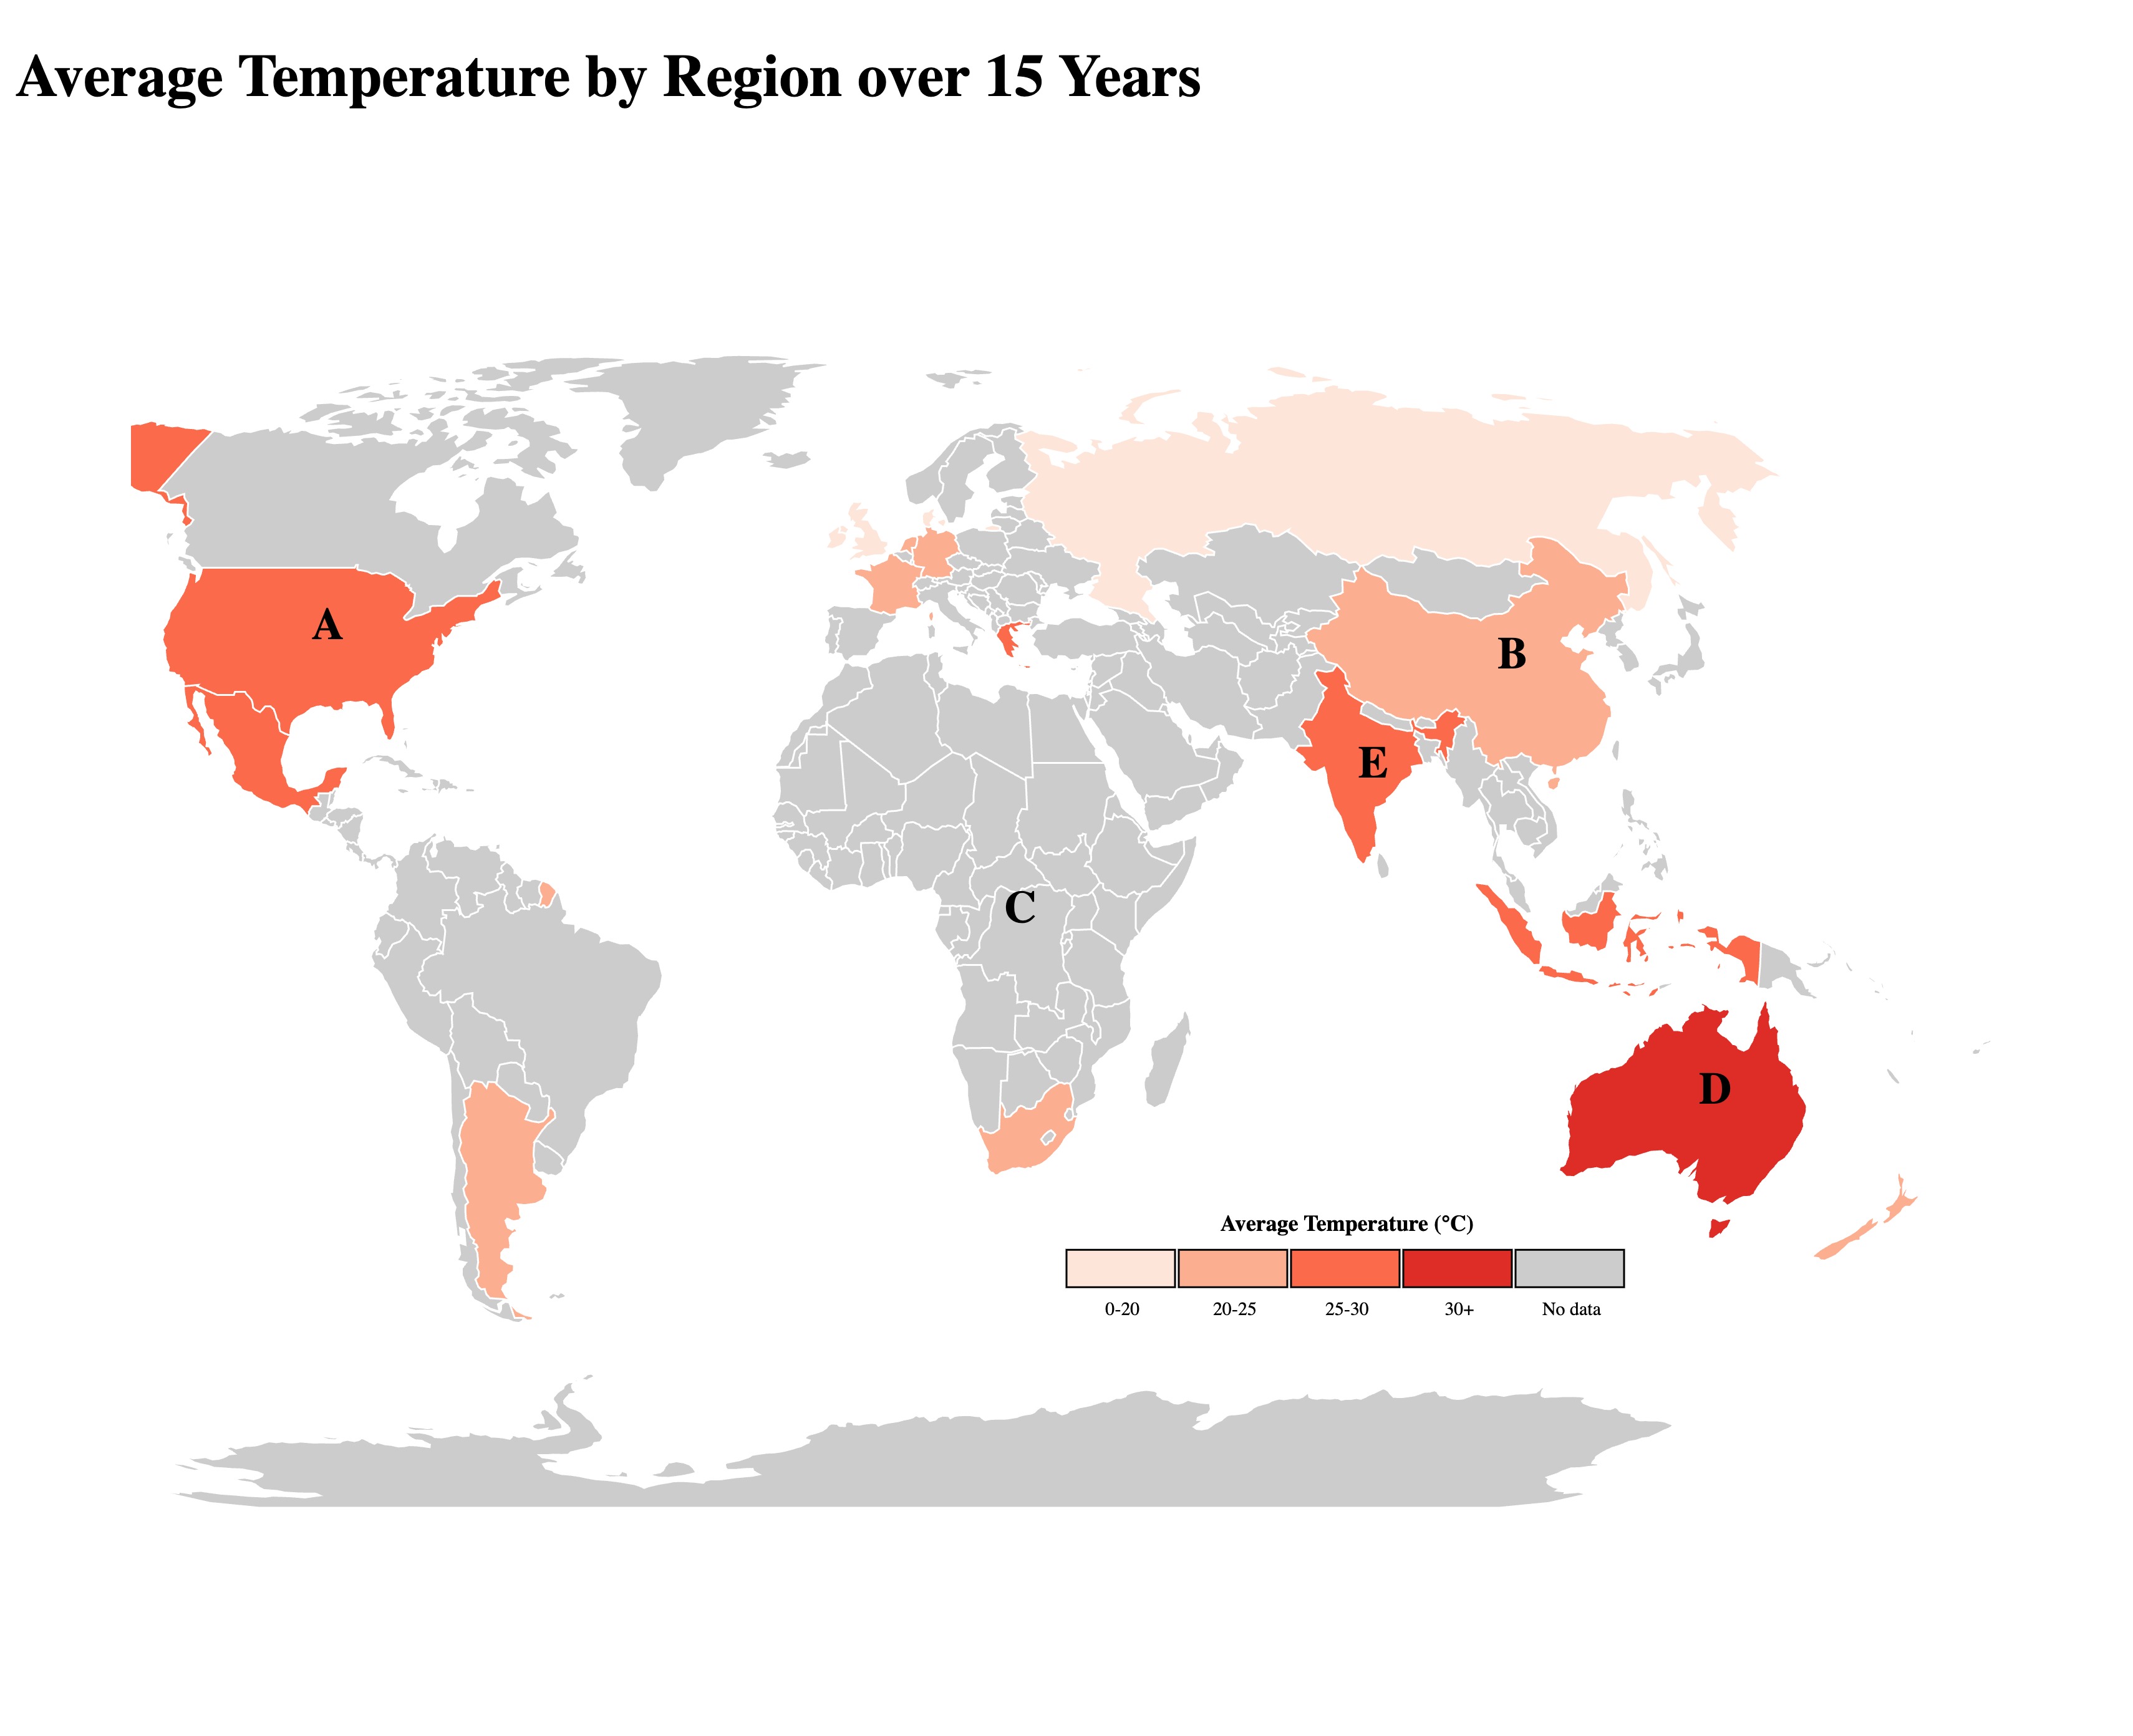 Average Temperature by Region over 15 Years
A
B
E
C
D
Average Temperature (°C)
0-20 20-25 25-30 30+ No data